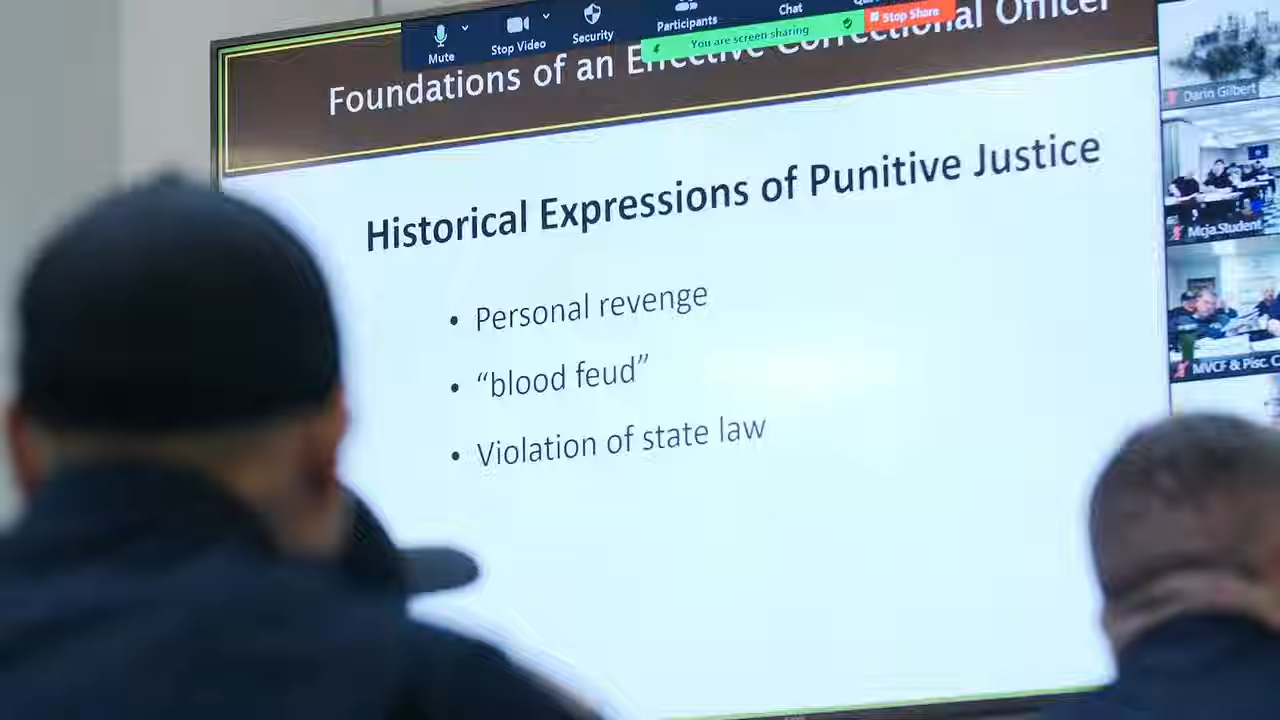 Mute
Stop Video
Security
Participants
Chat
You are screen sharing
Stop Share
Foundations of an Effective Correctional Officer
Historical Expressions of Punitive Justice
• Personal revenge
• “blood feud”
• Violation of state law
Darin Gilbert
Mcja.Student
MVCF & Pisc. C